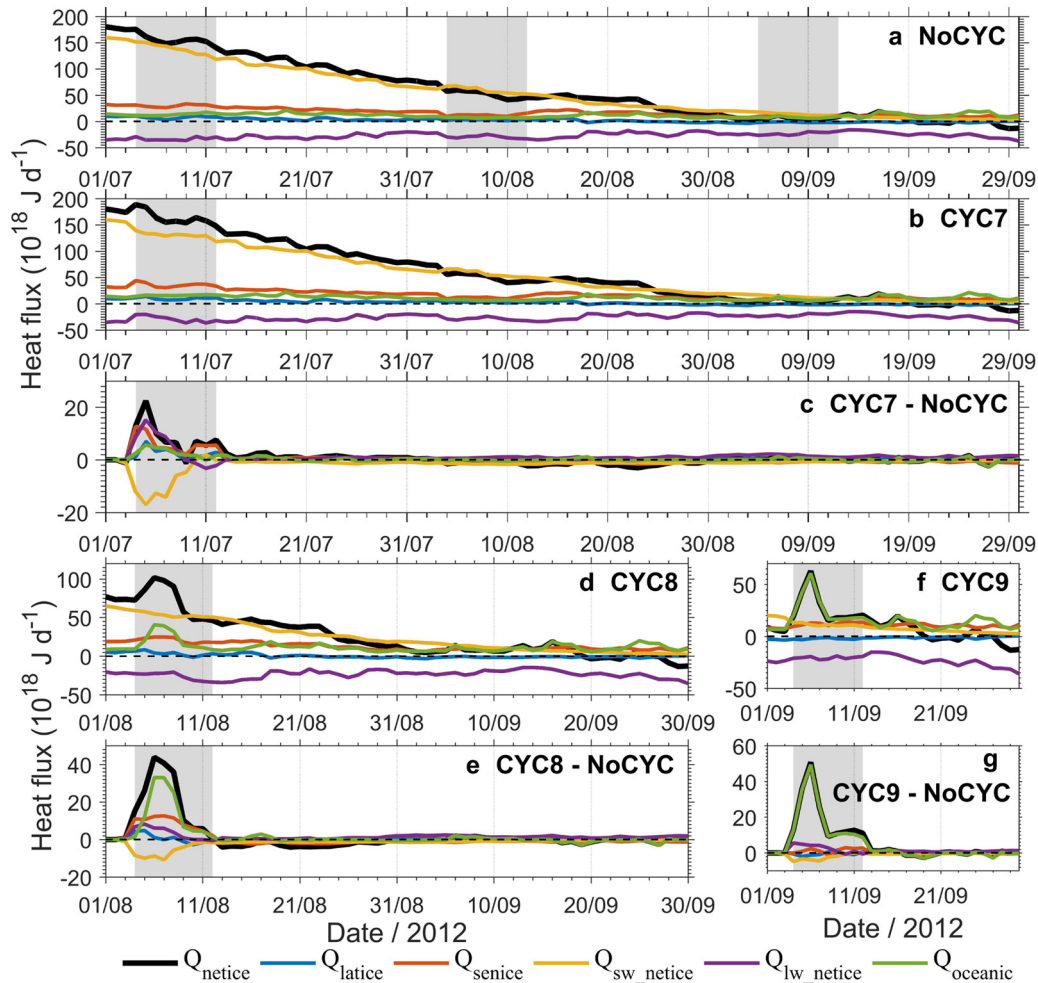 200
150
100
50
0
-50
a NoCYC
01/07 11/07 21/07 31/07 10/08 20/08 30/08 09/09 19/09 29/09
200
150
100
50
0
-50
b CYC7
01/07 11/07 21/07 31/07 10/08 20/08 30/08 09/09 19/09 29/09
Heat flux (10^18 J d^-1)
20
0
-20
c CYC7 - NoCYC
01/07 11/07 21/07 31/07 10/08 20/08 30/08 09/09 19/09 29/09
100
50
0
-50
d CYC8
01/08 11/08 21/08 31/08 10/09 20/09 30/09
50
0
-50
f CYC9
01/09 11/09 21/09
Heat flux (10^18 J d^-1)
40
20
0
-20
e CYC8 - NoCYC
01/08 11/08 21/08 31/08 10/09 20/09 30/09
60
40
20
0
g
CYC9 - NoCYC
01/09 11/09 21/09
Date / 2012
Date / 2012
Q_netice Q_latice Q_senice Q_sw_netice Q_lw_netice Q_oceanic